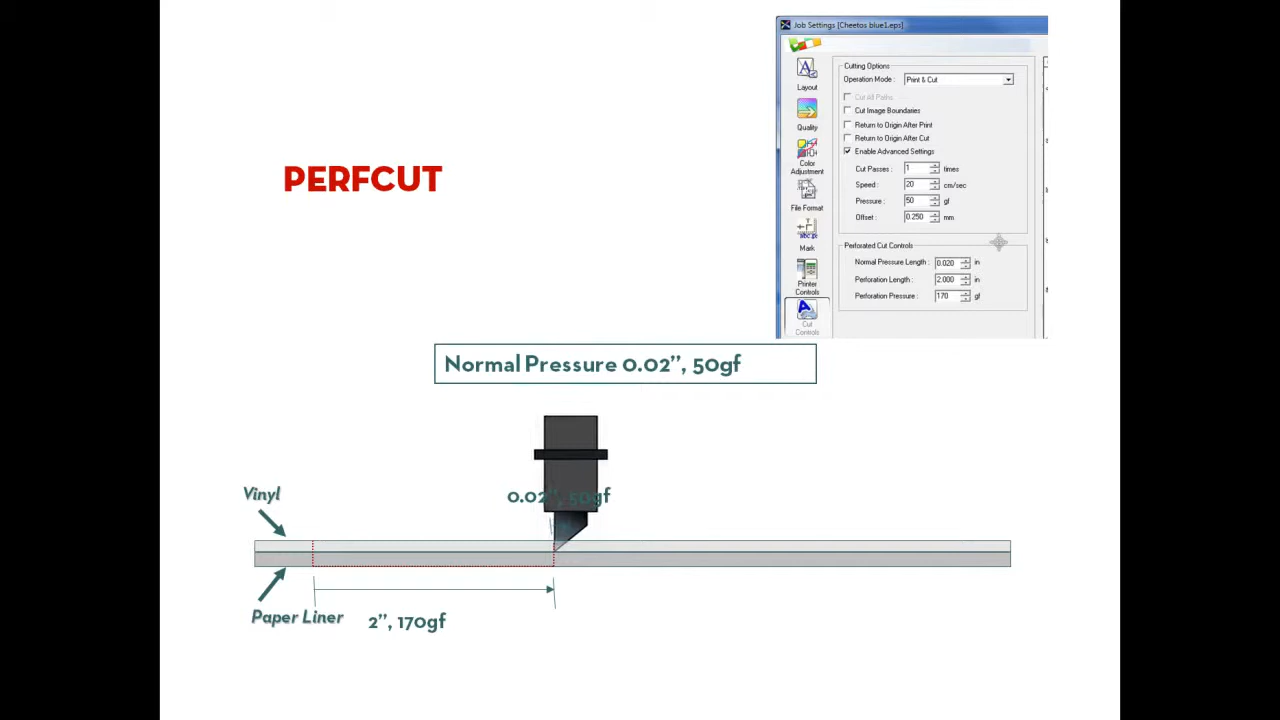 Job Settings [Cheetos blue1.eps]
Layout
Quality
Color
Adjustment
File Format
Mark
Printer
Controls
Cut
Controls
Cutting Options
Operation Mode : Print & Cut
Cut All Paths
Cut Image Boundaries
Return to Origin After Print
Return to Origin After Cut
Enable Advanced Settings
Cut Passes : 1 times
Speed : 20 cm/sec
Pressure : 50 gf
Offset : 0.250 mm
Perforated Cut Controls
Normal Pressure Length : 0.020 in
Perforation Length : 2.000 in
Perforation Pressure : 170 gf
PERFCUT
Normal Pressure 0.02”, 50gf
0.02”, 50gf
Vinyl
Paper Liner
2”, 170gf